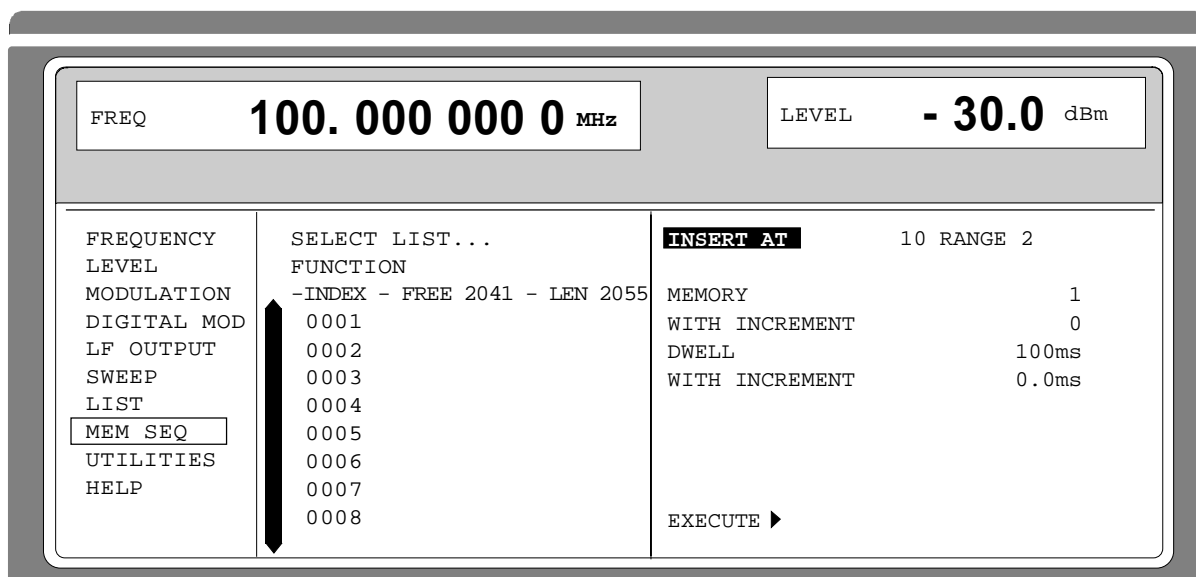 FREQ 100. 000 000 0 MHz
LEVEL - 30.0 dBm
FREQUENCY
LEVEL
MODULATION
DIGITAL MOD
LF OUTPUT
SWEEP
LIST
MEM SEQ
UTILITIES
HELP
SELECT LIST...
FUNCTION
-INDEX - FREE 2041 - LEN 2055
0001
0002
0003
0004
0005
0006
0007
0008
INSERT AT 10 RANGE 2
MEMORY 1
WITH INCREMENT 0
DWELL 100ms
WITH INCREMENT 0.0ms
EXECUTE